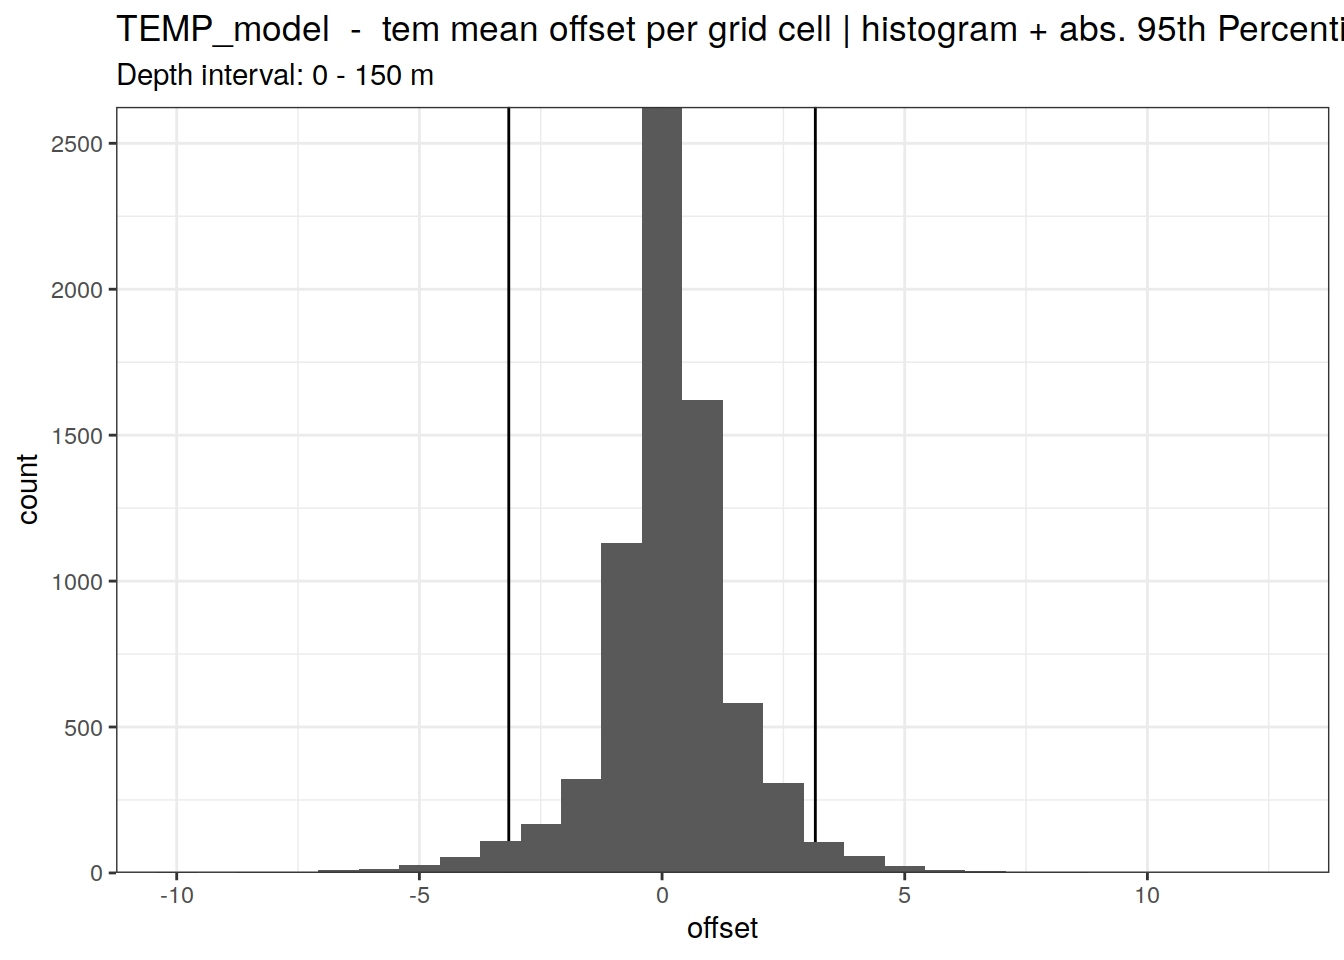 TEMP_model - tem mean offset per grid cell | histogram + abs. 95th
Depth interval: 0 - 150 m
2500
2000
1500
1000
500
0
count
-10 -5 0 5 10
offset